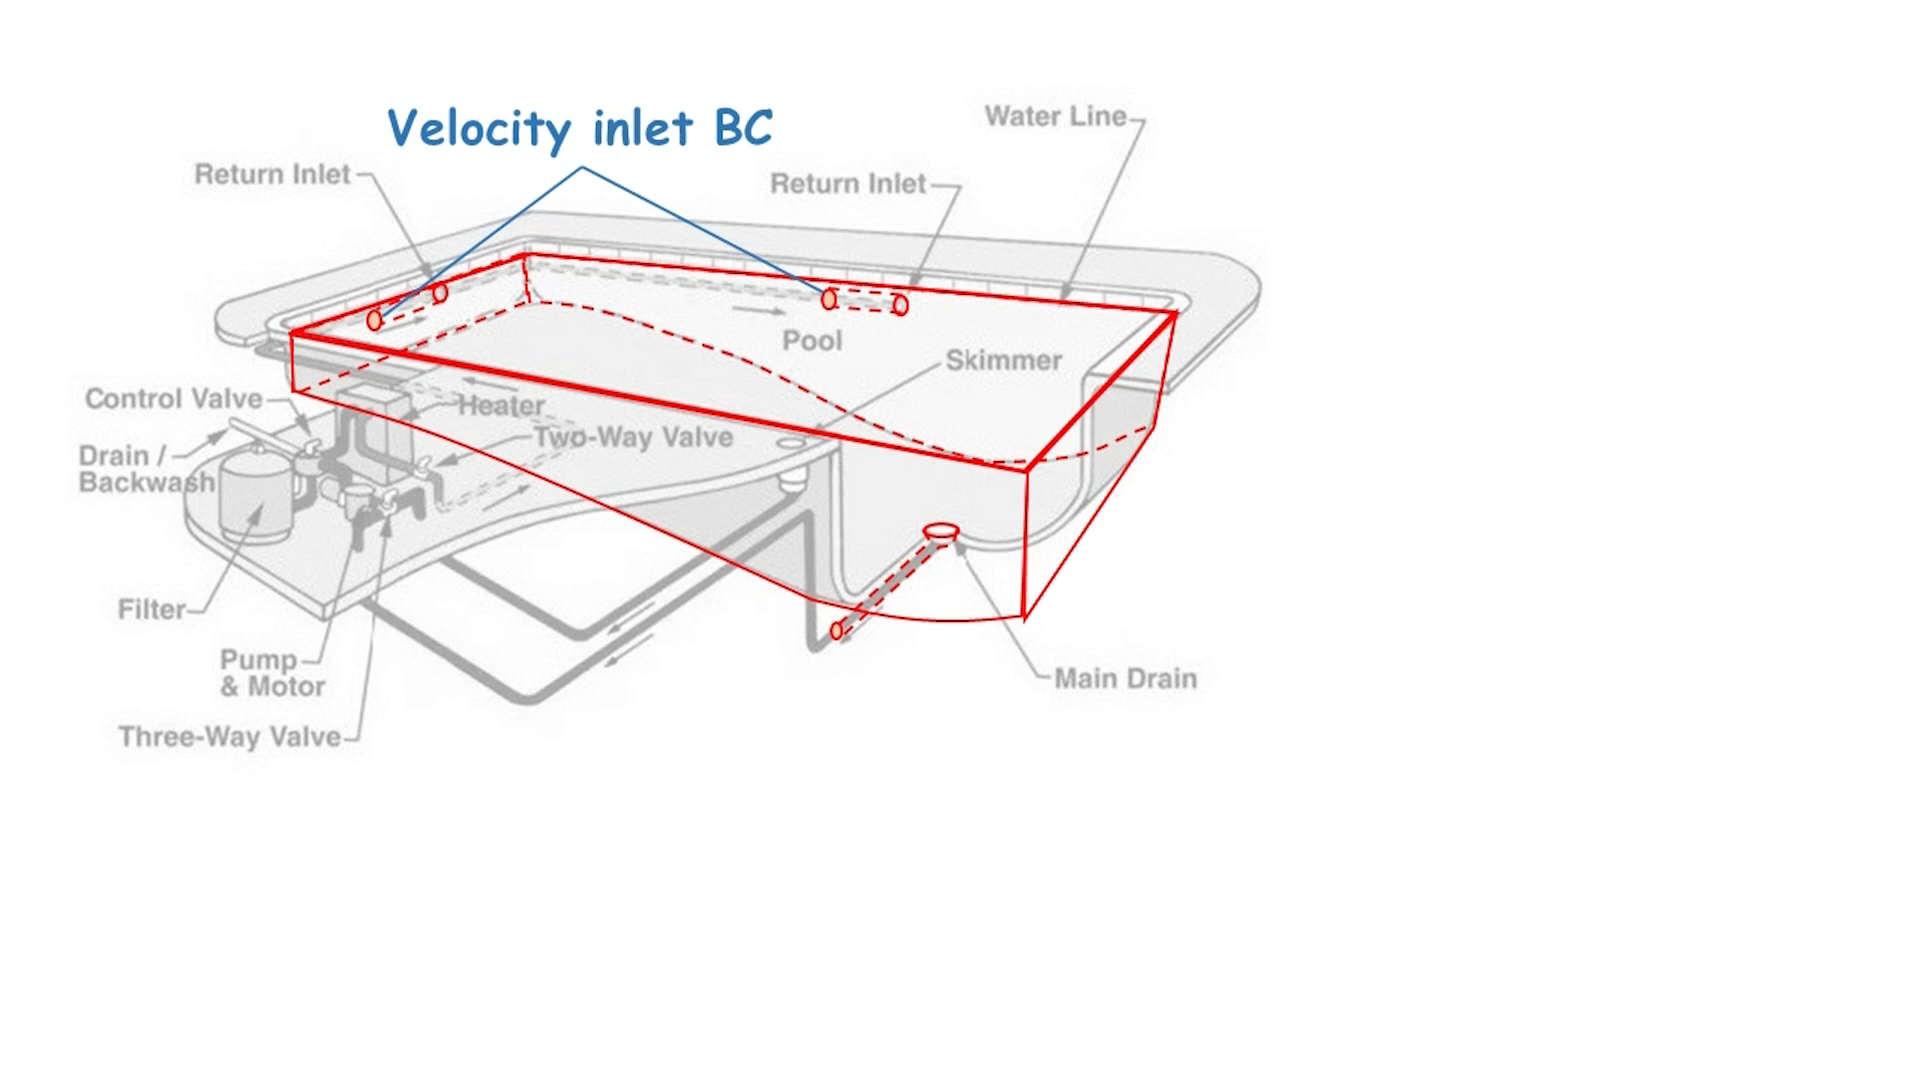 Velocity inlet BC
Water Line
Return Inlet
Return Inlet
Pool
Skimmer
Control Valve
Heater
Two-Way Valve
Drain /
Backwash
Filter
Pump
& Motor
Main Drain
Three-Way Valve